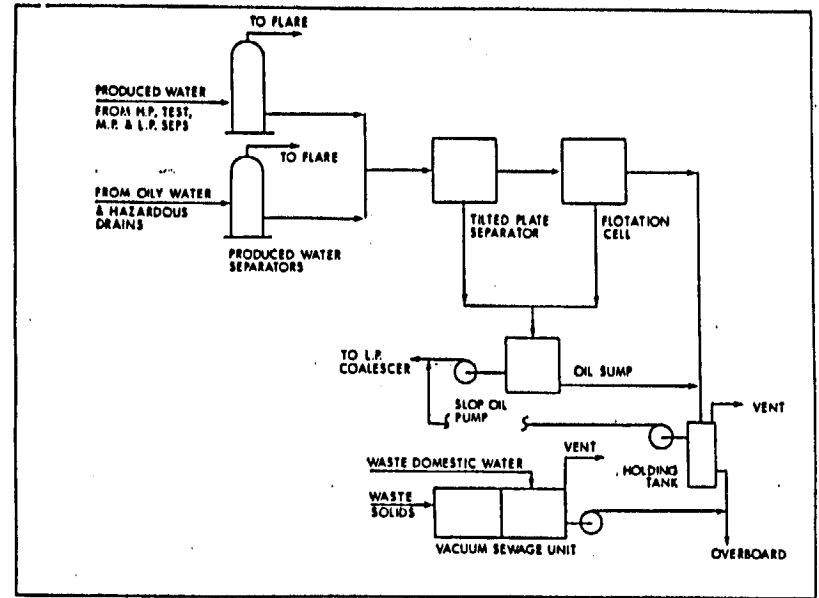 TO FLARE
PRODUCED WATER
FROM H.P. TEST,
M.P. & L.P. SEPS
TO FLARE
FROM OILY WATER
& HAZARDOUS
DRAINS
PRODUCED WATER
SEPARATORS
TILTED PLATE
SEPARATOR
FLOTATION
CELL
TO L.P.
COALESCER
OIL SUMP
SLOP OIL
PUMP
VENT
VENT
WASTE DOMESTIC WATER
HOLDING
TANK
WASTE
SOLIDS
VACUUM SEWAGE UNIT
OVERBOARD